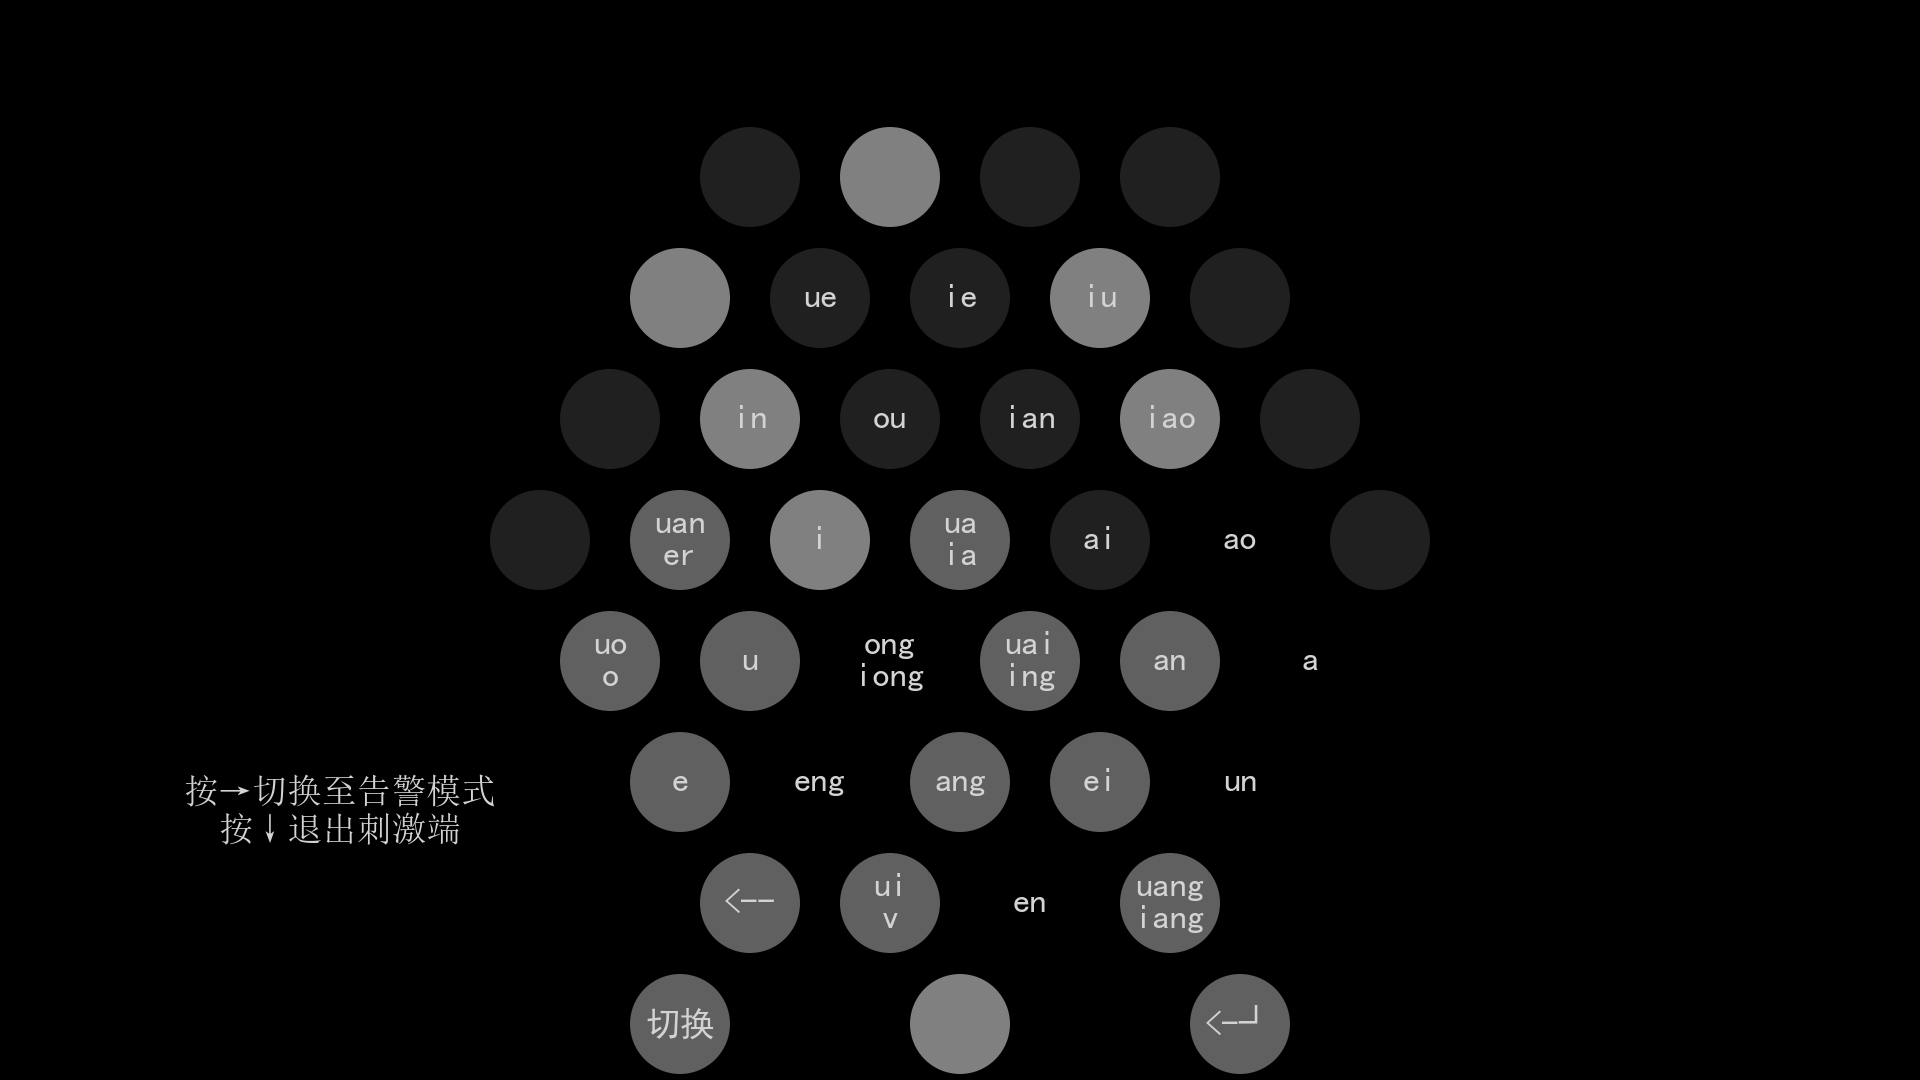 ue
ie
iu
in
ou
ian
iao
uan
er
i
ua
ia
ai
ao
uo
o
u
ong
iong
uai
ing
an
a
e
eng
ang
ei
un
按→切换至告警模式
按↓退出刺激端
<--
ui
v
en
uang
iang
切换
<-┘